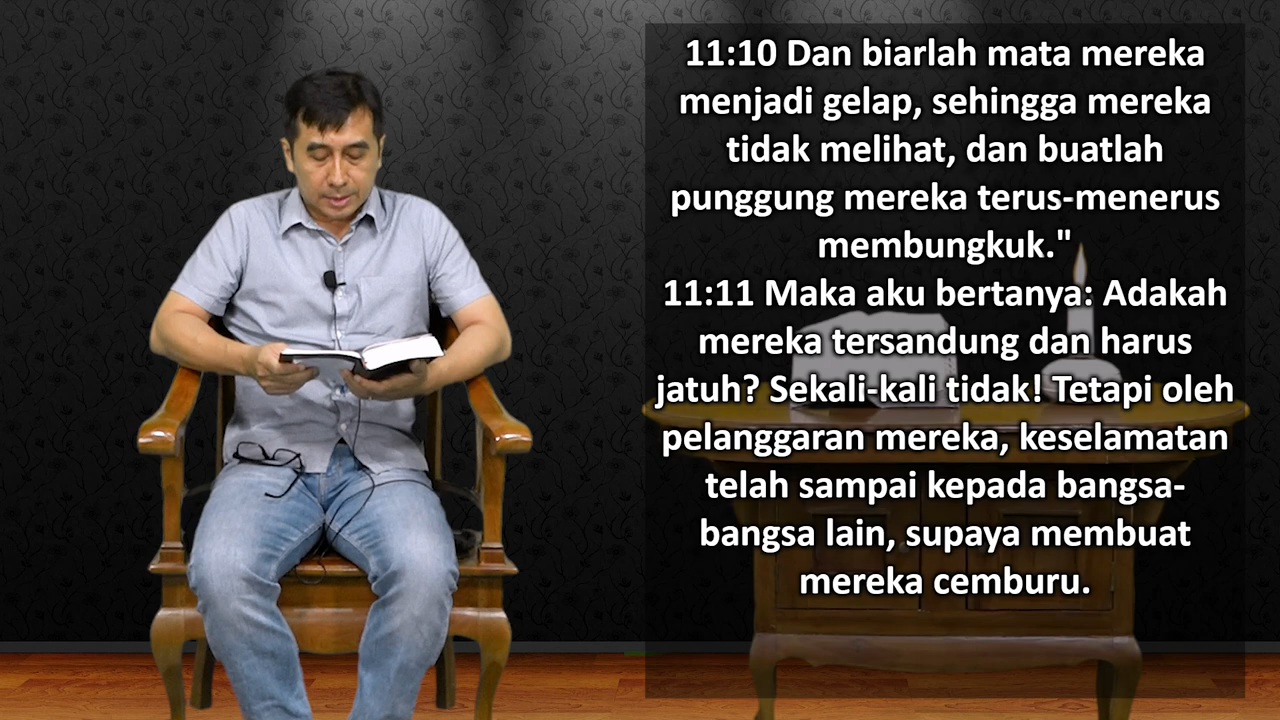 11:10 Dan biarlah mata mereka
menjadi gelap, sehingga mereka
tidak melihat, dan buatlah
punggung mereka terus-menerus
membungkuk."
11:11 Maka aku bertanya: Adakah
mereka tersandung dan harus
jatuh? Sekali-kali tidak! Tetapi oleh
pelanggaran mereka, keselamatan
telah sampai kepada bangsa-
bangsa lain, supaya membuat
mereka cemburu.